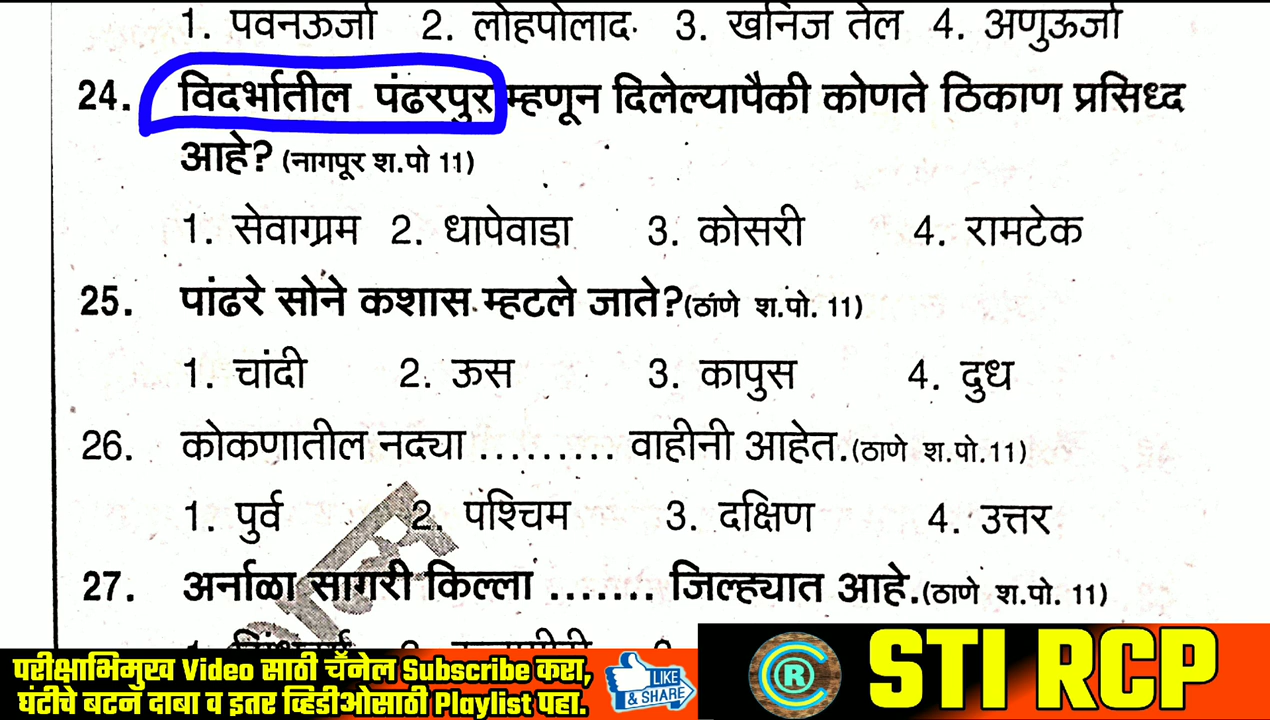 1. पवनऊर्जा 2. लोहपोलाद 3. खनिज तेल 4. अणुऊर्जा
24. विदर्भातील पंढरपुर म्हणून दिलेल्यापैकी कोणते ठिकाण प्रसिध्द
आहे? (नागपूर श.पो 11)
1. सेवाग्राम 2. धापेवाडा 3. कोसरी 4. रामटेक
25. पांढरे सोने कशास म्हटले जाते? (ठाणे श.पो. 11)
1. चांदी 2. ऊस 3. कापुस 4. दुध
26. कोकणातील नद्या ......... वाहीनी आहेत. (ठाणे श.पो.11)
1. पुर्व 2. पश्चिम 3. दक्षिण 4. उत्तर
27. अर्नाळा सागरी किल्ला ....... जिल्ह्यात आहे. (ठाणे श.पो. 11)
परीक्षाभिमुख Video साठी चॅनेल Subscribe करा,
घंटीचे बटन दाबा व इतर व्हिडीओसाठी Playlist पहा.
LIKE
& SHARE
R
STI RCP